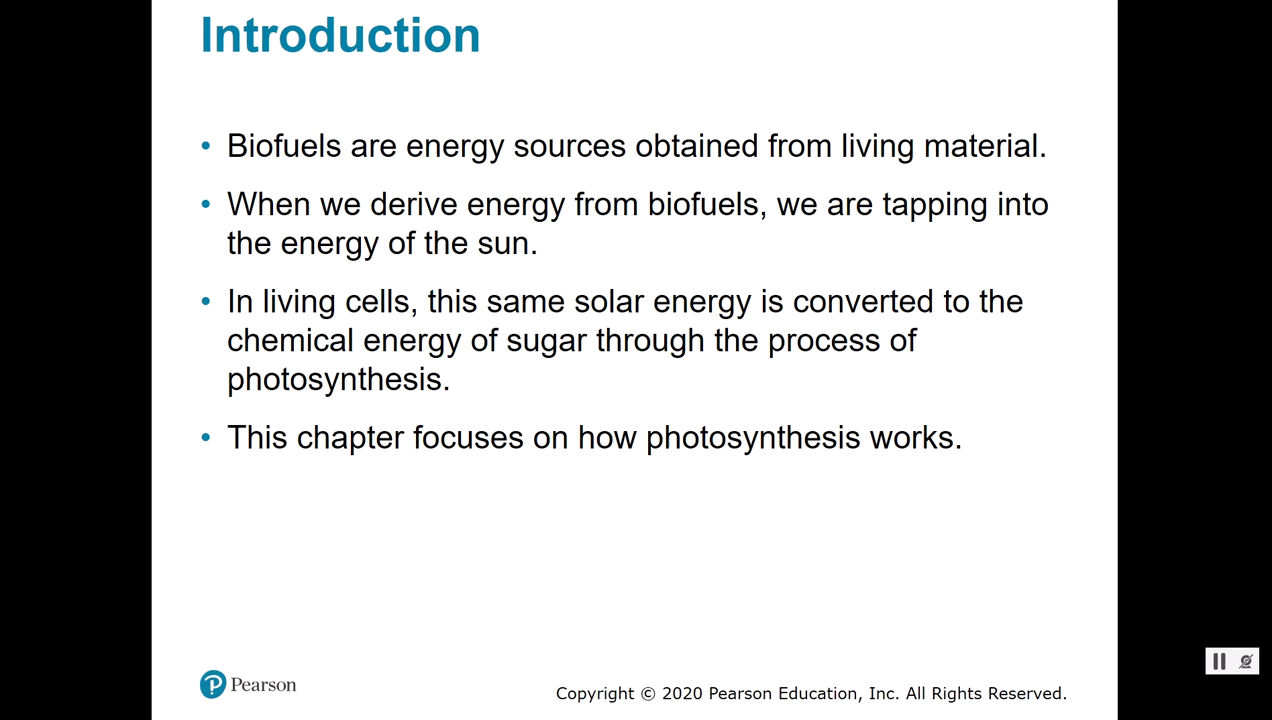 Introduction
• Biofuels are energy sources obtained from living material.
• When we derive energy from biofuels, we are tapping into
the energy of the sun.
• In living cells, this same solar energy is converted to the
chemical energy of sugar through the process of
photosynthesis.
• This chapter focuses on how photosynthesis works.
Pearson
Copyright © 2020 Pearson Education, Inc. All Rights Reserved.